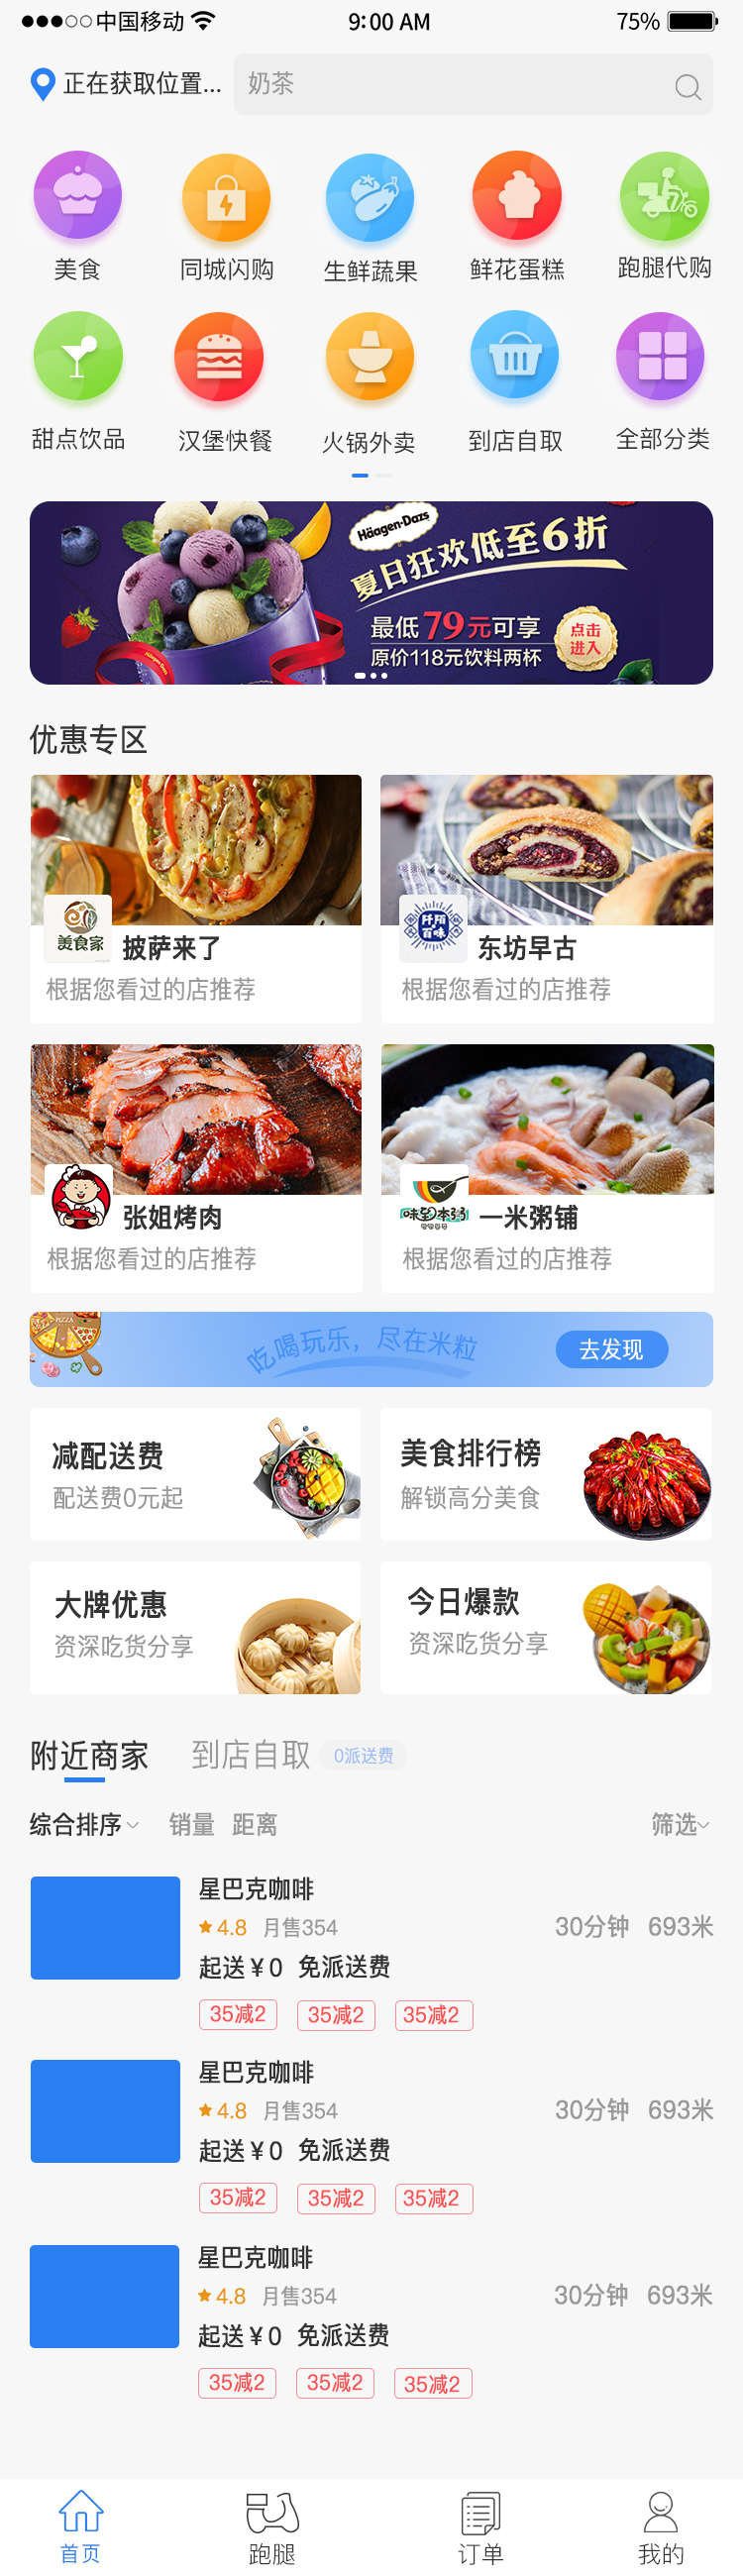 中国移动 9:00 AM 75%
正在获取位置... 奶茶
美食 同城闪购 生鲜蔬果 鲜花蛋糕 跑腿代购
甜点饮品 汉堡快餐 火锅外卖 到店自取 全部分类
Häagen-Dazs
夏日狂欢低至6折
最低79元可享
原价118元饮料两杯
点击
进入
优惠专区
美食家 披萨来了
根据您看过的店推荐
阡陌
百味
东坊早古
根据您看过的店推荐
张姐烤肉
根据您看过的店推荐
味到本粥 一米粥铺
根据您看过的店推荐
PIZZA
吃喝玩乐，尽在米粒 去发现
减配送费
配送费0元起
美食排行榜
解锁高分美食
大牌优惠
资深吃货分享
今日爆款
资深吃货分享
附近商家 到店自取 0派送费
综合排序 销量 距离 筛选
星巴克咖啡
4.8 月售354 30分钟 693米
起送￥0 免派送费
35减2 35减2 35减2
星巴克咖啡
4.8 月售354 30分钟 693米
起送￥0 免派送费
35减2 35减2 35减2
星巴克咖啡
4.8 月售354 30分钟 693米
起送￥0 免派送费
35减2 35减2 35减2
首页 跑腿 订单 我的